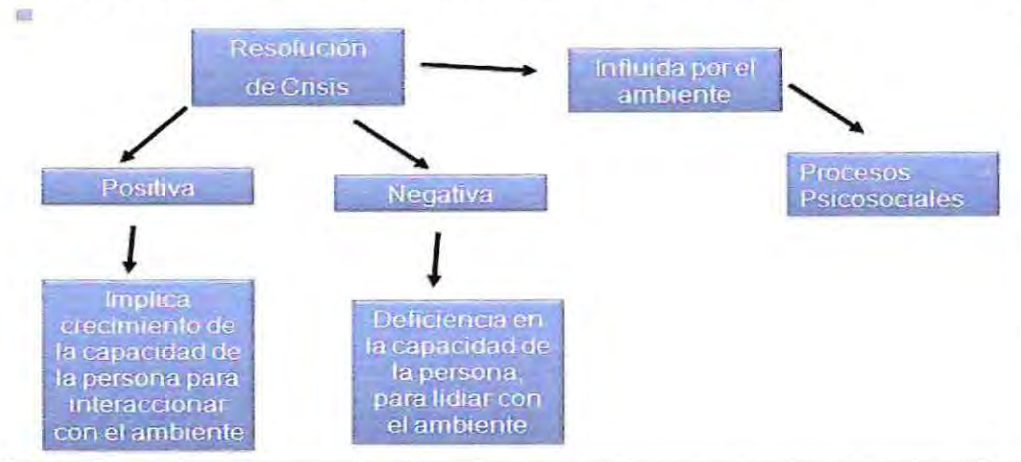 Resolución
de Crisis
Influida por el
ambiente
Positiva
Negativa
Procesos
Psicosociales
Implica
crecimiento de
la capacidad de
la persona para
interaccionar
con el ambiente
Deficiencia en
la capacidad de
la persona,
para lidiar con
el ambiente